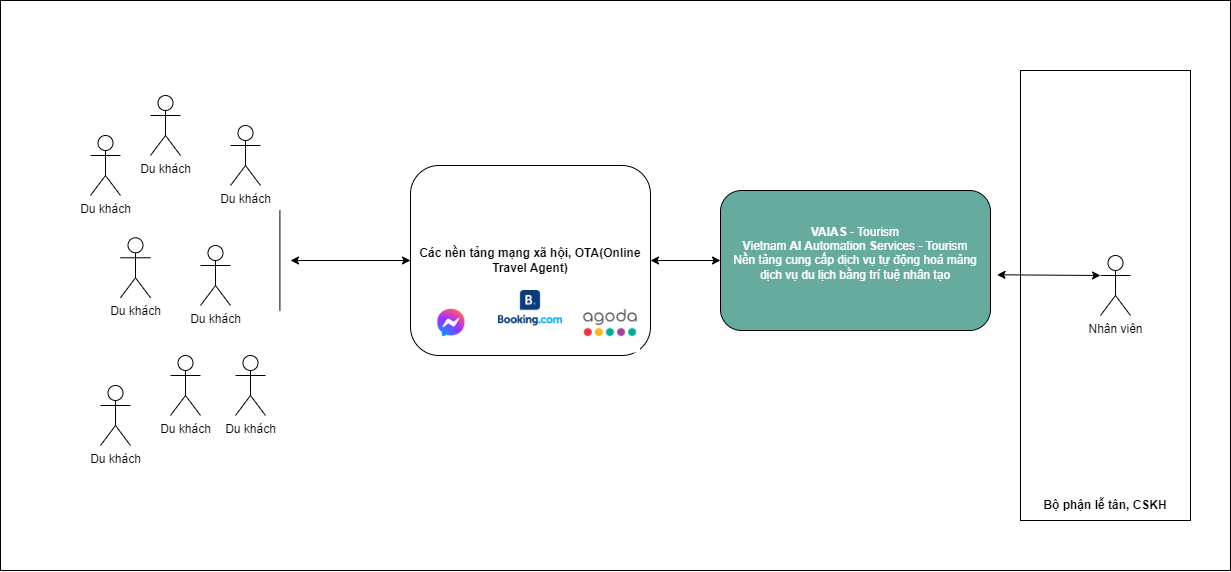 Du khách
Du khách
Du khách
Du khách
Du khách
Du khách
Du khách
Du khách
Các nền tảng mạng xã hội, OTA(Online
Travel Agent)
B.
Booking.com
agoda
VAIAS - Tourism
Vietnam AI Automation Services - Tourism
Nền tảng cung cấp dịch vụ tự động hoá mảng
dịch vụ du lịch bằng trí tuệ nhân tạo
Nhân viên
Bộ phận lễ tân, CSKH